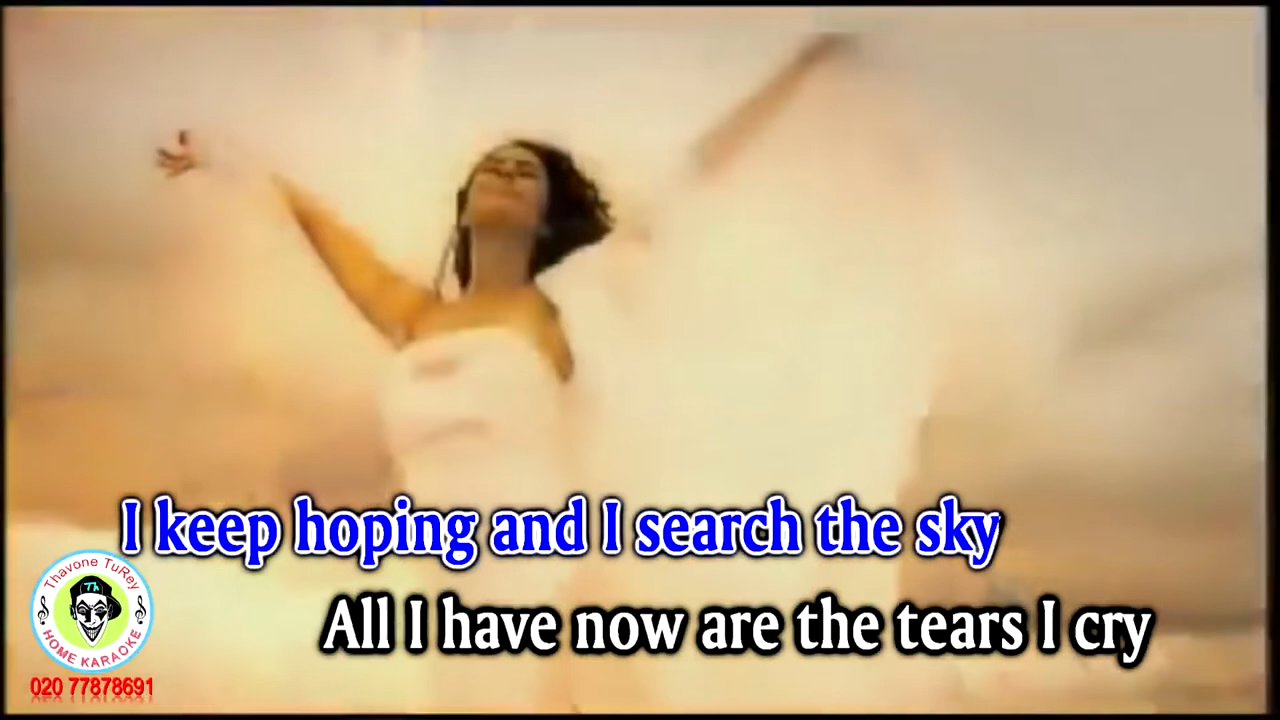 I keep hoping and I search the sky
All I have now are the tears I cry
Thavone TuRey
Th
HOME KARAOKE
020 77878691